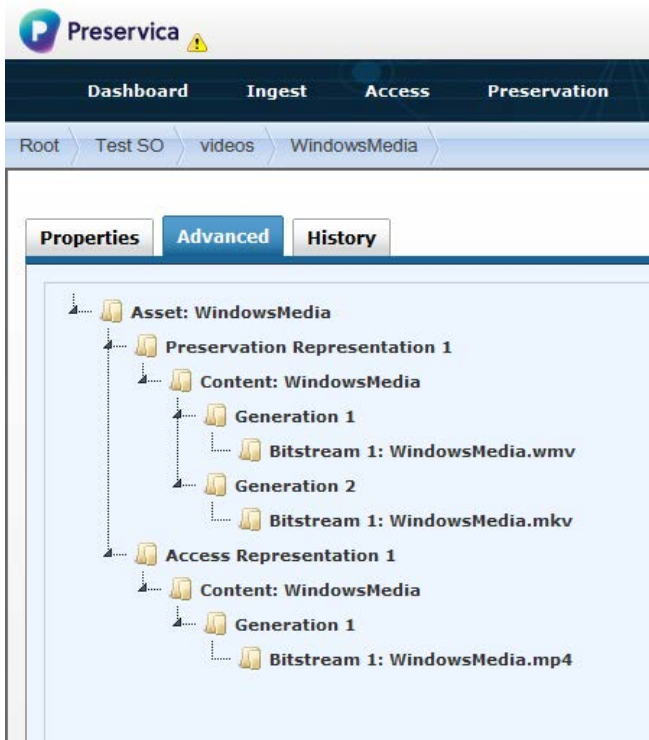 Preservica
Dashboard Ingest Access Preservation
Root Test SO videos WindowsMedia
Properties Advanced History
Asset: WindowsMedia
Preservation Representation 1
Content: WindowsMedia
Generation 1
Bitstream 1: WindowsMedia.wmv
Generation 2
Bitstream 1: WindowsMedia.mkv
Access Representation 1
Content: WindowsMedia
Generation 1
Bitstream 1: WindowsMedia.mp4